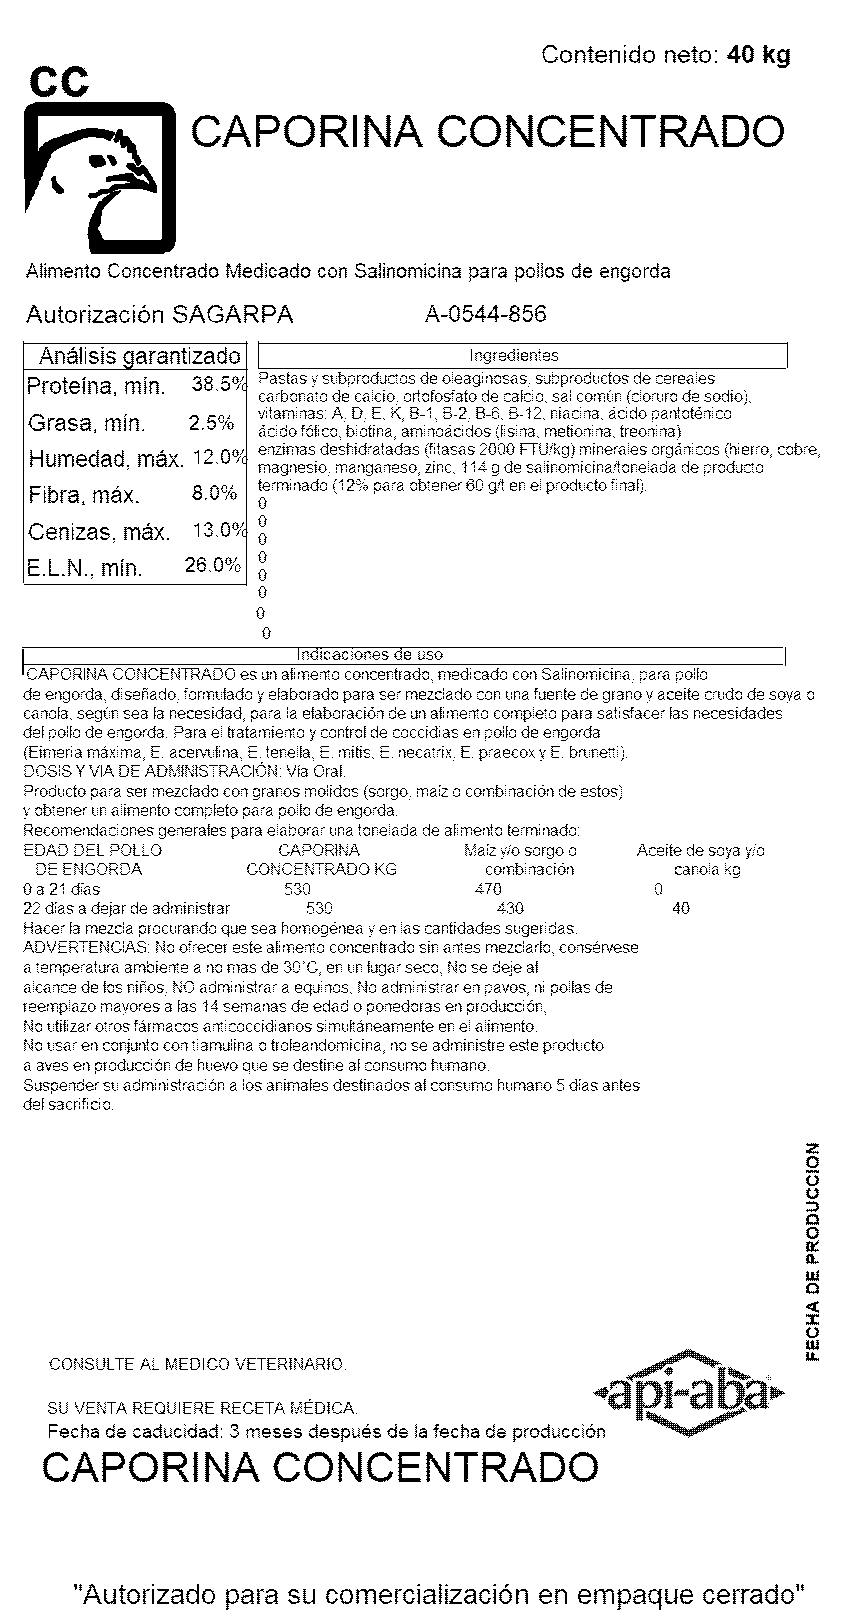 Contenido neto: 40 kg
CC
CAPORINA CONCENTRADO
Alimento Concentrado Medicado con Salinomicina para pollos de engorda
Autorización SAGARPA A-0544-856
Análisis garantizado
Proteína, mín. 38.5%
Grasa, mín. 2.5%
Humedad, máx. 12.0%
Fibra, máx. 8.0%
Cenizas, máx. 13.0%
E.L.N., mín. 26.0%
Ingredientes
Pastas y subproductos de oleaginosas, subproductos de cereales
carbonato de calcio, ortofosfato de calcio, sal común (cloruro de sodio),
vitaminas: A, D, E, K, B-1, B-2, B-6, B-12, niacina, ácido pantoténico
ácido fólico, biotina, aminoácidos (lisina, metionina, treonina)
enzimas deshidratadas (fitasas 2000 FTU/kg) minerales orgánicos (hierro, cobre,
magnesio, manganeso, zinc, 114 g de salinomicina/tonelada de producto
terminado (12% para obtener 60 g/t en el producto final).
0
0
0
0
0
0
0
0
Indicaciones de uso
CAPORINA CONCENTRADO es un alimento concentrado, medicado con Salinomicina, para pollo
de engorda, diseñado, formulado y elaborado para ser mezclado con una fuente de grano y aceite crudo de soya o
canola, según sea la necesidad, para la elaboración de un alimento completo para satisfacer las necesidades
del pollo de engorda. Para el tratamiento y control de coccidias en pollo de engorda
(Eimeria máxima, E. acervulina, E. tenella, E. mitis, E. necatrix, E. praecox y E. brunetti).
DOSIS Y VIA DE ADMINISTRACIÓN: Vía Oral.
Producto para ser mezclado con granos molidos (sorgo, maíz o combinación de estos)
y obtener un alimento completo para pollo de engorda.
Recomendaciones generales para elaborar una tonelada de alimento terminado:
EDAD DEL POLLO CAPORINA Maíz y/o sorgo o Aceite de soya y/o
DE ENGORDA CONCENTRADO KG combinación canola kg
0 a 21 días 530 470 0
22 días a dejar de administrar 530 430 40
Hacer la mezcla procurando que sea homogénea y en las cantidades sugeridas.
ADVERTENCIAS: No ofrecer este alimento concentrado sin antes mezclarlo, consérvese
a temperatura ambiente a no mas de 30°C, en un lugar seco, No se deje al
alcance de los niños, NO administrar a equinos, No administrar en pavos, ni pollas de
reemplazo mayores a las 14 semanas de edad o ponedoras en producción,
No utilizar otros fármacos anticoccidianos simultáneamente en el alimento.
No usar en conjunto con tiamulina o troleandomicina, no se administre este producto
a aves en producción de huevo que se destine al consumo humano.
Suspender su administración a los animales destinados al consumo humano 5 días antes
del sacrificio.
FECHA DE PRODUCCION
CONSULTE AL MEDICO VETERINARIO.
api-aba
SU VENTA REQUIERE RECETA MÉDICA.
Fecha de caducidad: 3 meses después de la fecha de producción
CAPORINA CONCENTRADO
"Autorizado para su comercialización en empaque cerrado"